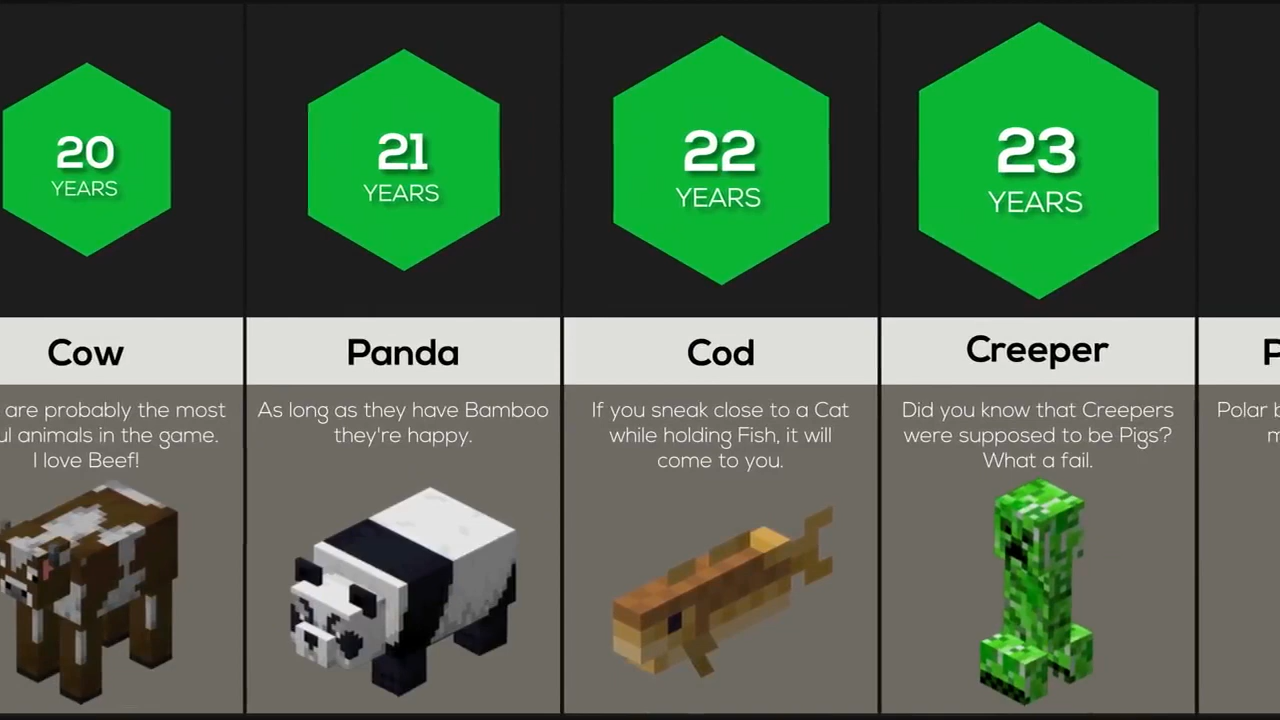 20
YEARS
21
YEARS
22
YEARS
23
YEARS
Cow
Panda
Cod
Creeper
are probably the most
animals in the game.
I love Beef!
As long as they have Bamboo
they're happy.
If you sneak close to a Cat
while holding Fish, it will
come to you.
Did you know that Creepers
were supposed to be Pigs?
What a fail.
Polar